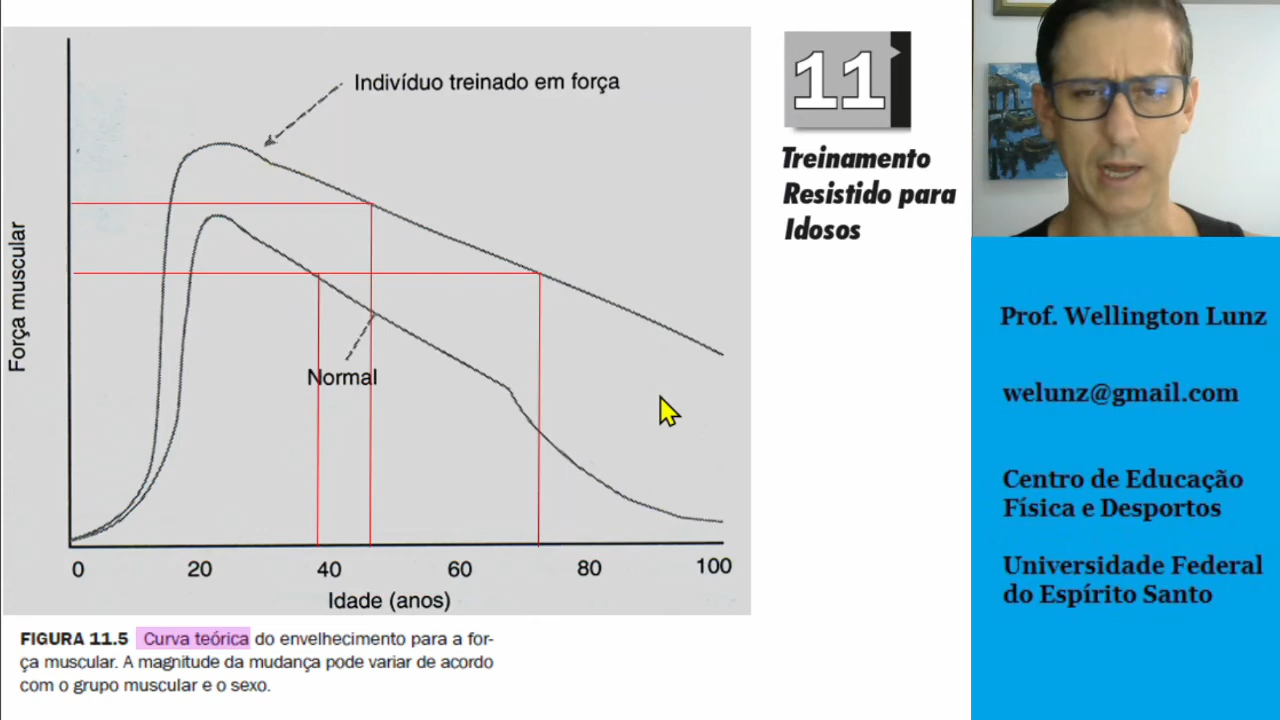 Indivíduo treinado em força
Força muscular
Normal
0 20 40 60 80 100
Idade (anos)
FIGURA 11.5 Curva teórica do envelhecimento para a for-
ça muscular. A magnitude da mudança pode variar de acordo
com o grupo muscular e o sexo.
11
Treinamento
Resistido para
Idosos
Prof. Wellington Lunz
welunz@gmail.com
Centro de Educação
Física e Desportos
Universidade Federal
do Espírito Santo